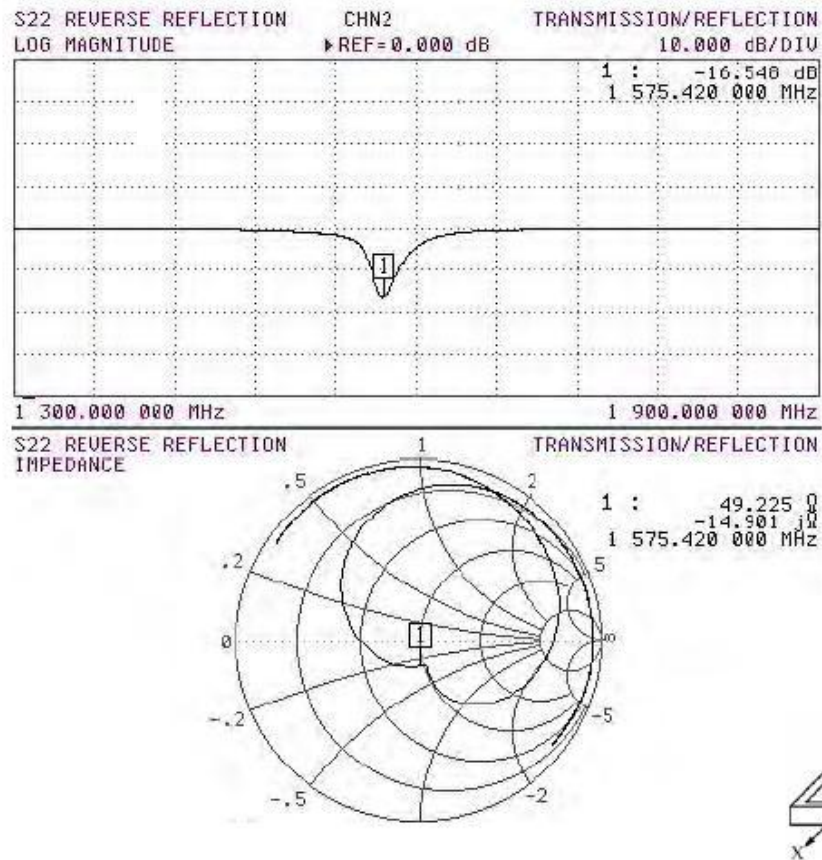 S22 REVERSE REFLECTION CHN2 TRANSMISSION/REFLECTION
LOG MAGNITUDE ▶REF=0.000 dB 10.000 dB/DIV
1 : -16.548 dB
1 575.420 000 MHz
1
1 300.000 000 MHz 1 900.000 000 MHz
S22 REVERSE REFLECTION 1 TRANSMISSION/REFLECTION
IMPEDANCE
.5 2
1 : 49.225 Ω
-14.901 jΩ
1 575.420 000 MHz
.2 5
0 1 ∞
-.2 -5
-.5 -2
X